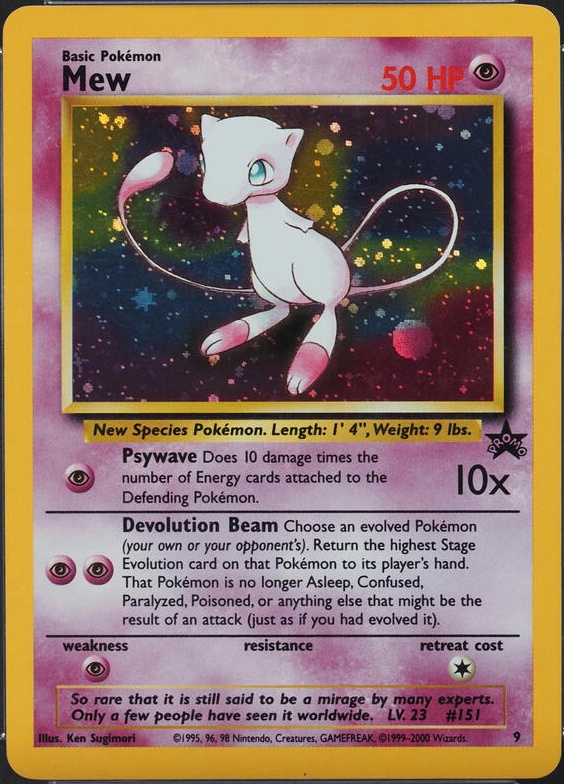 Basic Pokémon
Mew
50 HP
New Species Pokémon. Length: 1' 4", Weight: 9 lbs.
PROMO
Psywave Does 10 damage times the
number of Energy cards attached to the
Defending Pokémon.
10x
Devolution Beam Choose an evolved Pokémon
(your own or your opponent's). Return the highest Stage
Evolution card on that Pokémon to its player's hand.
That Pokémon is no longer Asleep, Confused,
Paralyzed, Poisoned, or anything else that might be the
result of an attack (just as if you had evolved it).
weakness
resistance
retreat cost
So rare that it is still said to be a mirage by many experts.
Only a few people have seen it worldwide. LV. 23 #151
Illus. Ken Sugimori
©1995, 96, 98 Nintendo, Creatures, GAMEFREAK. ©1999-2000 Wizards.
9